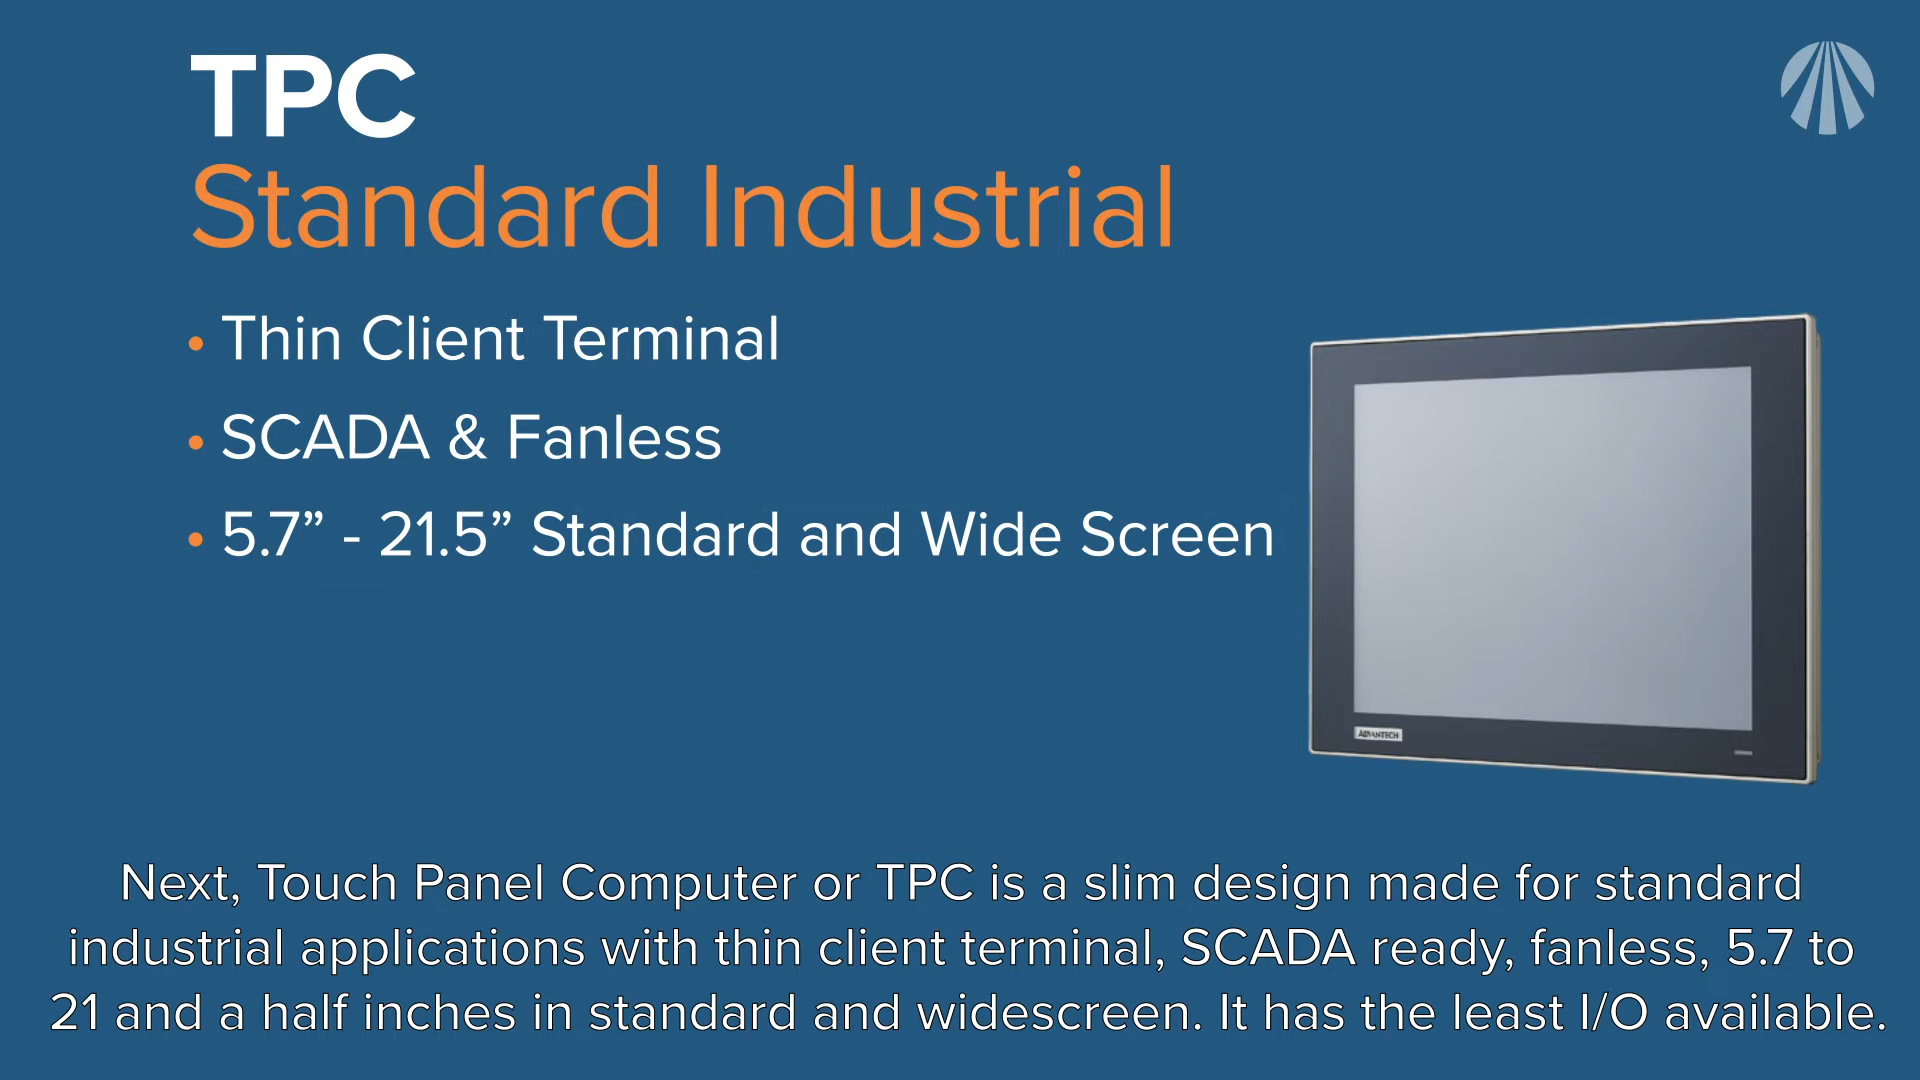 TPC
Standard Industrial
• Thin Client Terminal
• SCADA & Fanless
• 5.7” - 21.5” Standard and Wide Screen
ADVANTECH
Next, Touch Panel Computer or TPC is a slim design made for standard
industrial applications with thin client terminal, SCADA ready, fanless, 5.7 to
21 and a half inches in standard and widescreen. It has the least I/O available.